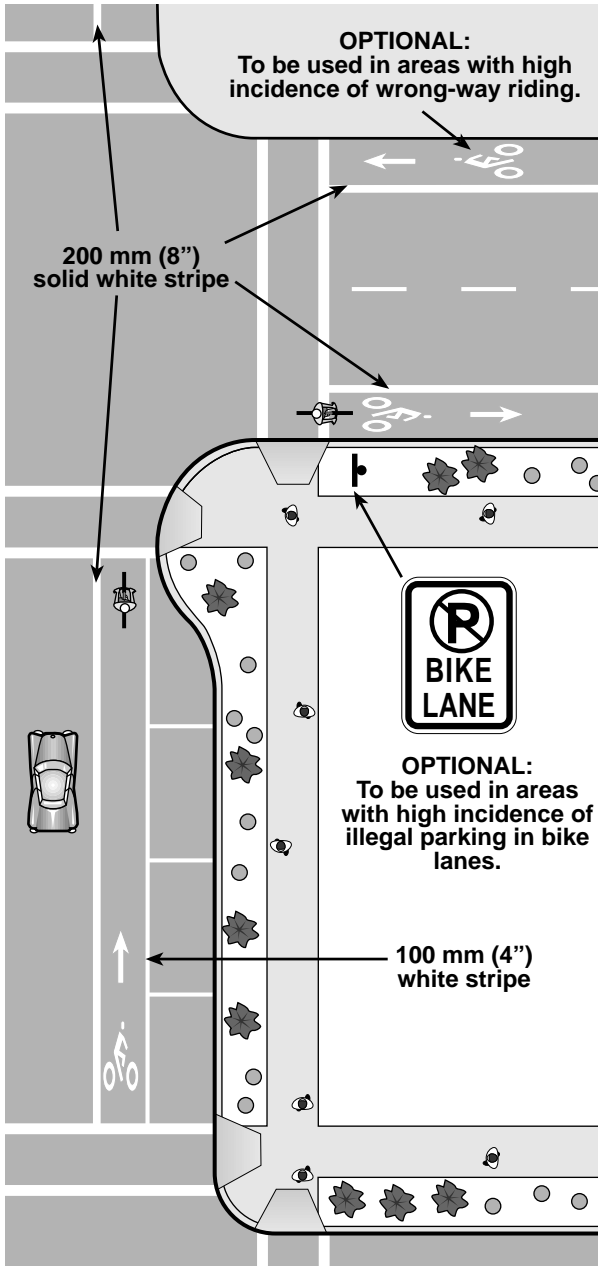 OPTIONAL:
To be used in areas with high
incidence of wrong-way riding.
200 mm (8”)
solid white stripe
P
BIKE
LANE
OPTIONAL:
To be used in areas
with high incidence of
illegal parking in bike
lanes.
100 mm (4”)
white stripe